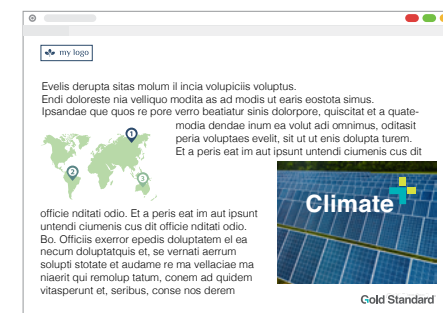 my logo
Evelis derupta sitas molum il incia volupiciis voluptus.
Endi doloreste nia velliquo modita as ad modis ut earis eostota simus.
Ipsandae que quos re pore verro beatiatur sinis dolorpore, quiscitat et a quate-
modia dendae inum ea volut adi omnimus, oditasit
peria voluptaes evelit, sit ut ut enis dolupta turem.
Et a peris eat im aut ipsunt untendi ciumenis cus dit
1
2
3
officie nditati odio. Et a peris eat im aut ipsunt
untendi ciumenis cus dit officie nditati odio.
Bo. Officiis exerror epedis doluptatem el ea
necum doluptatquis et, se vernati aerrum
solupti stotate et audame re ma vellaciae ma
niaerit qui remolup tatum, conem ad quidem
vitasperunt et, seribus, conse nos derem
Climate+
Gold Standard